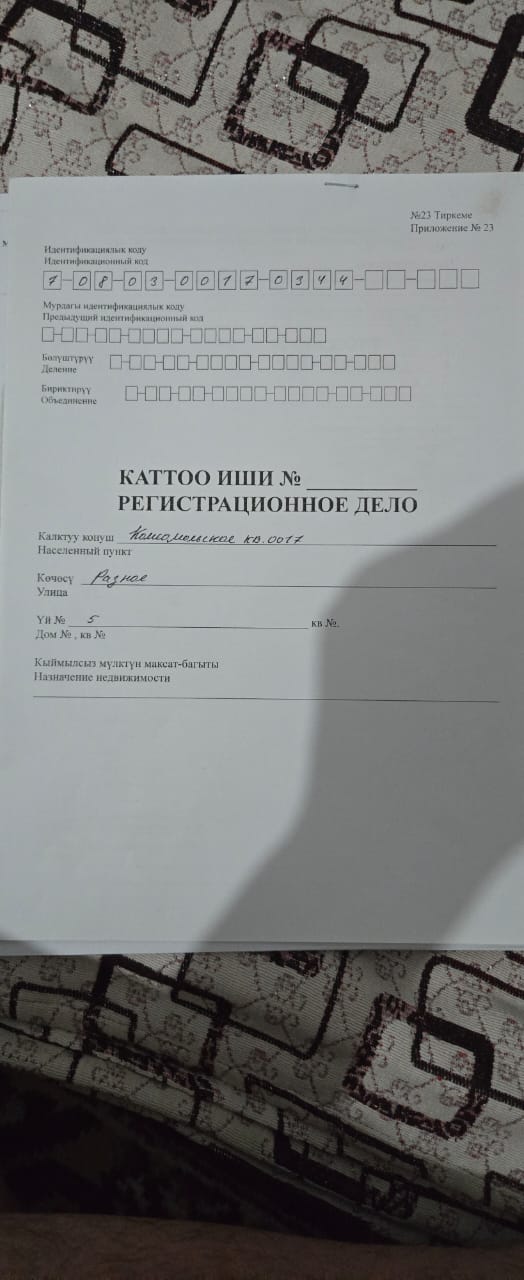 №23 Тиркеме
Приложение № 23
Идентификациялык коду
Идентификационный код
7-08-03-0017-0344
Мурдагы идентификациялык коду
Предыдущий идентификационный код
Бөлүштүрүү
Деление
Бириктирүү
Объединение
КАТТОО ИШИ №
РЕГИСТРАЦИОННОЕ ДЕЛО
Калктуу конуш Комсомольское кв.0017
Населенный пункт
Көчөсү Разное
Улица
Үй № 5 кв №.
Дом № , кв №
Кыймылсыз мүлктүн максат-багыты
Назначение недвижимости